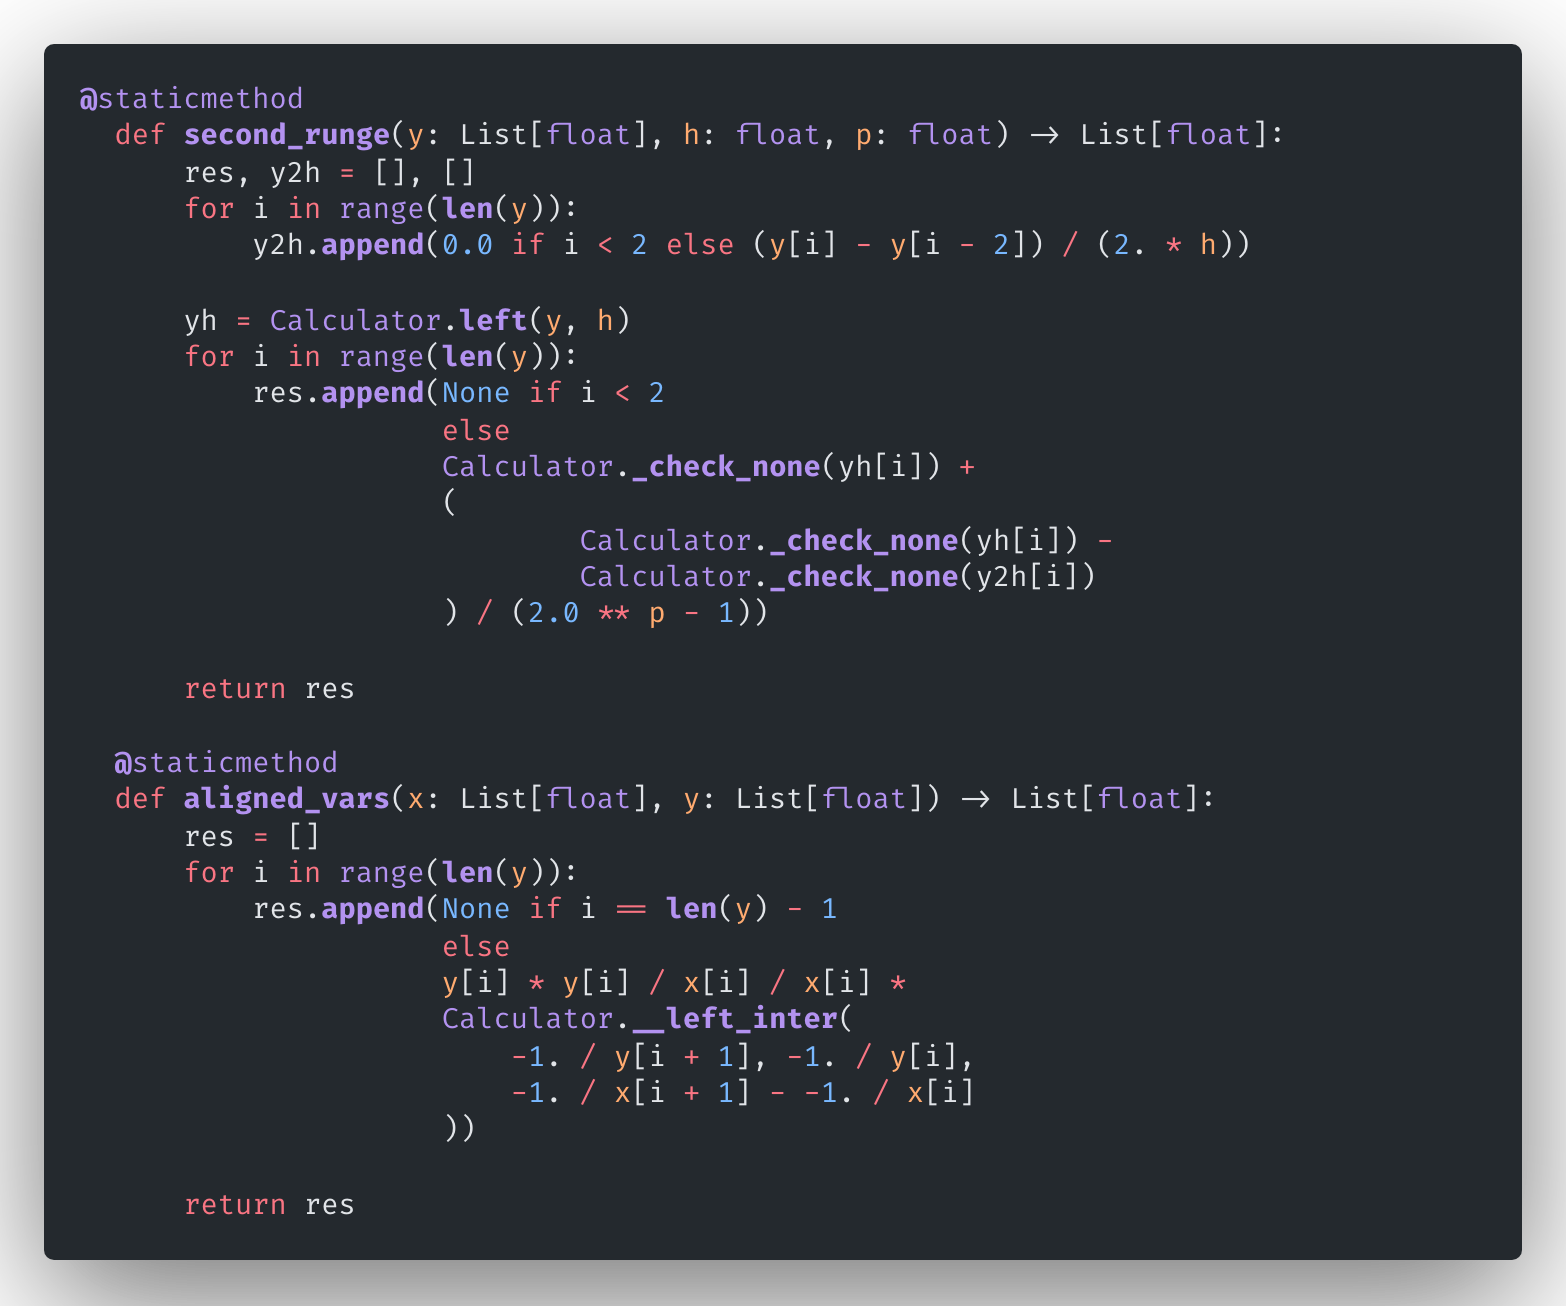 @staticmethod
  def second_runge(y: List[float], h: float, p: float) -> List[float]:
      res, y2h = [], []
      for i in range(len(y)):
          y2h.append(0.0 if i < 2 else (y[i] - y[i - 2]) / (2. * h))

      yh = Calculator.left(y, h)
      for i in range(len(y)):
          res.append(None if i < 2
                     else
                     Calculator._check_none(yh[i]) +
                     (
                             Calculator._check_none(yh[i]) -
                             Calculator._check_none(y2h[i])
                     ) / (2.0 ** p - 1))

      return res

  @staticmethod
  def aligned_vars(x: List[float], y: List[float]) -> List[float]:
      res = []
      for i in range(len(y)):
          res.append(None if i == len(y) - 1
                     else
                     y[i] * y[i] / x[i] / x[i] *
                     Calculator.__left_inter(
                         -1. / y[i + 1], -1. / y[i],
                         -1. / x[i + 1] - -1. / x[i]
                     ))

      return res